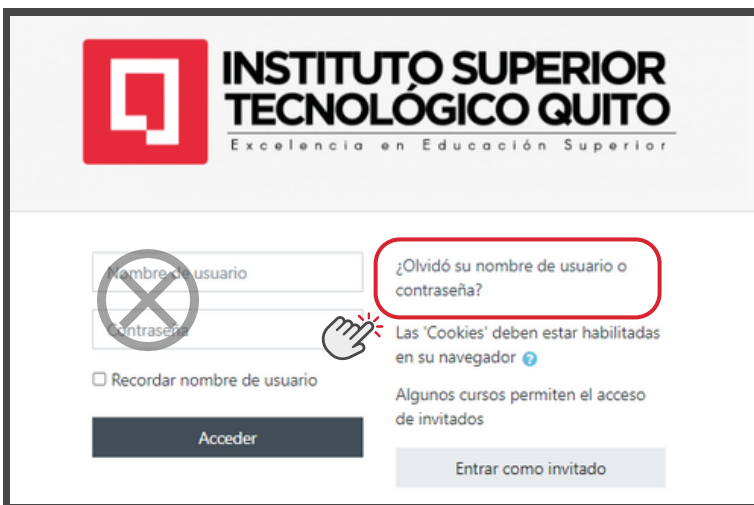 INSTITUTO SUPERIOR
TECNOLÓGICO QUITO
Excelencia en Educación Superior
Nombre de usuario
Contraseña
Recordar nombre de usuario
Acceder
¿Olvidó su nombre de usuario o
contraseña?
Las 'Cookies' deben estar habilitadas
en su navegador
Algunos cursos permiten el acceso
de invitados
Entrar como invitado